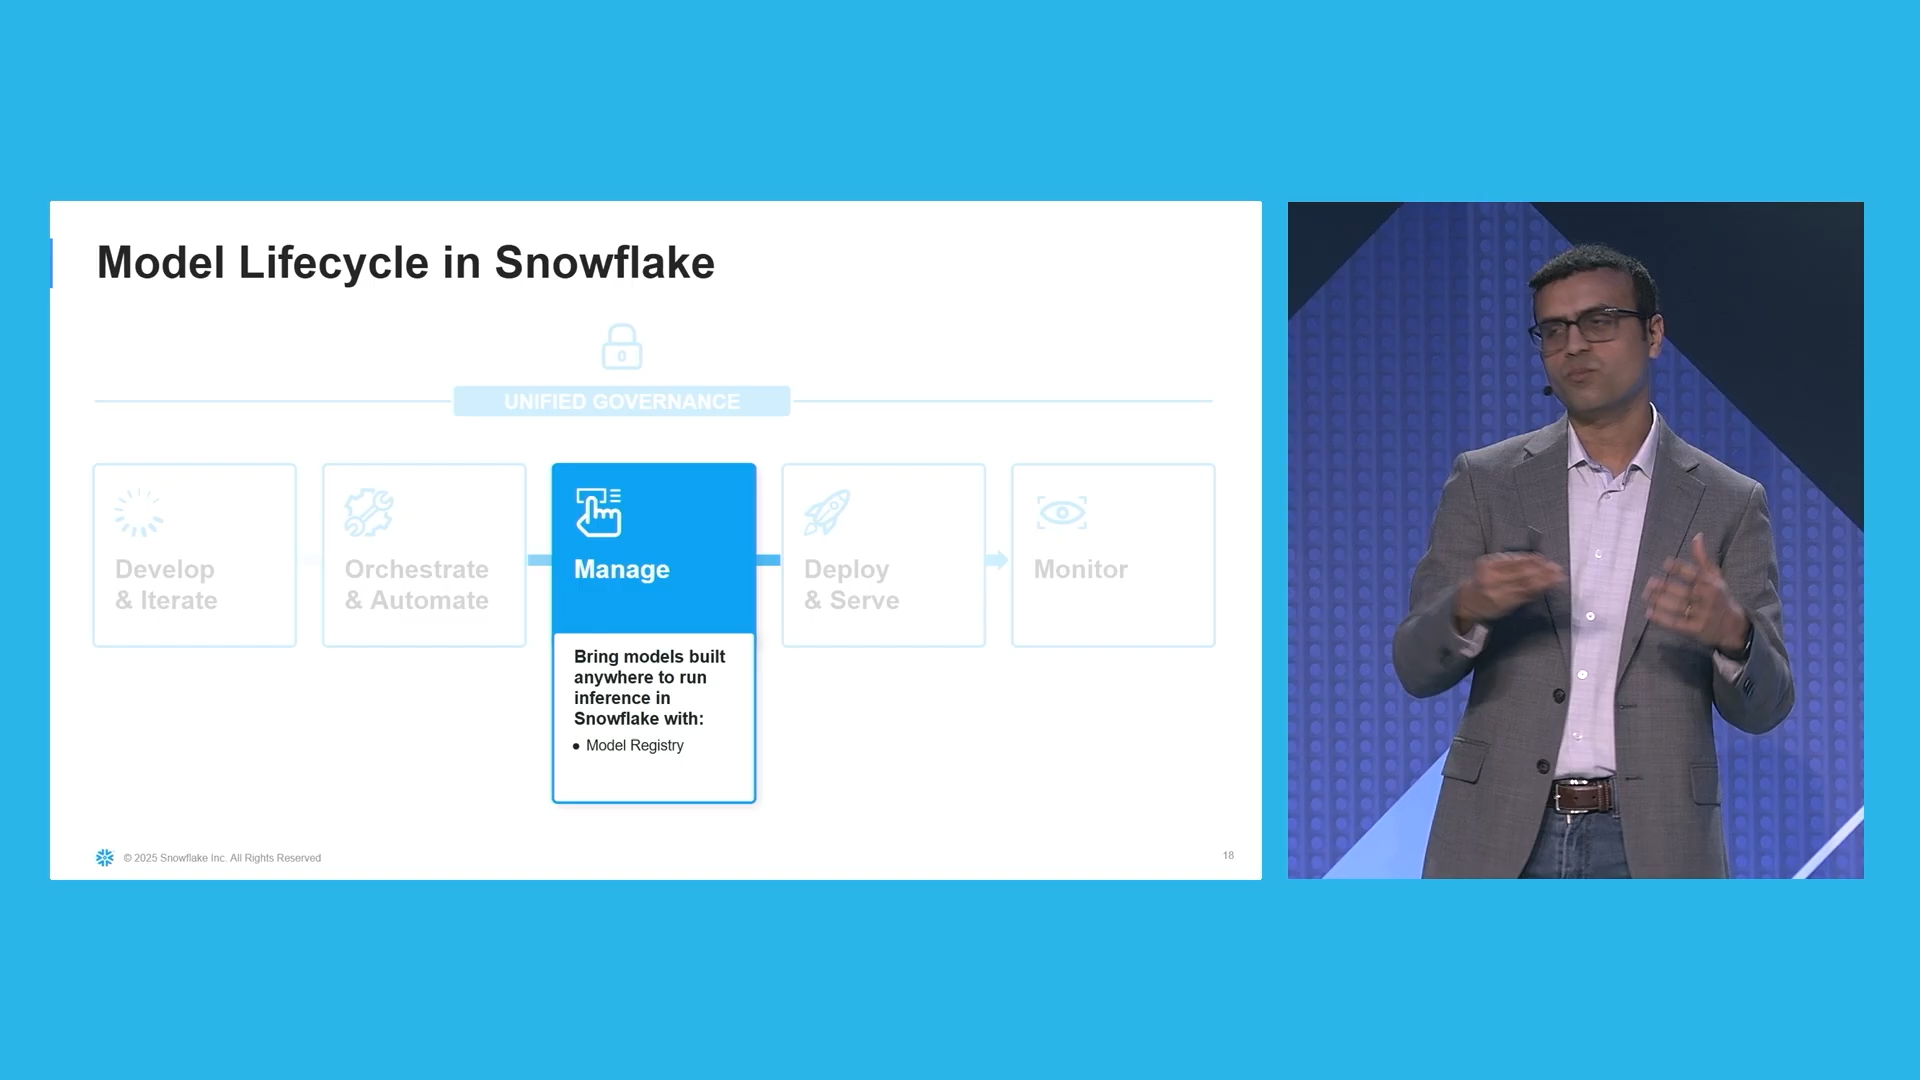 Model Lifecycle in Snowflake
0
UNIFIED GOVERNANCE
Develop
& Iterate
Orchestrate
& Automate
Manage
Deploy
& Serve
Monitor
Bring models built
anywhere to run
inference in
Snowflake with:
● Model Registry
© 2025 Snowflake Inc. All Rights Reserved
18